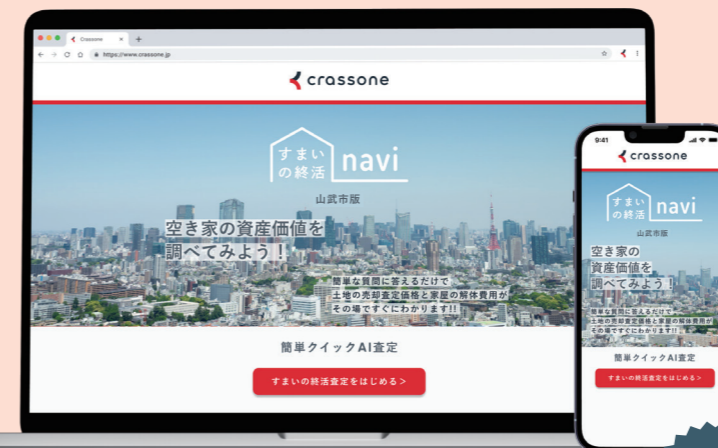 Crassone
https://www.crassone.jp
crassone
すまい
の終活
navi
山武市版
空き家の資産価値を
調べてみよう！
簡単な質問に答えるだけで
土地の売却査定価格と家屋の解体費用が
その場ですぐにわかります!!
簡単クイックAI査定
すまいの終活査定をはじめる＞
9:41
crassone
すまい
の終活
navi
山武市版
空き家の
資産価値を
調べてみよう！
簡単な質問に答えるだけで
土地の売却査定価格と家屋の解体費用が
その場ですぐにわかります!!
簡単クイックAI査定
すまいの終活査定をはじめる＞